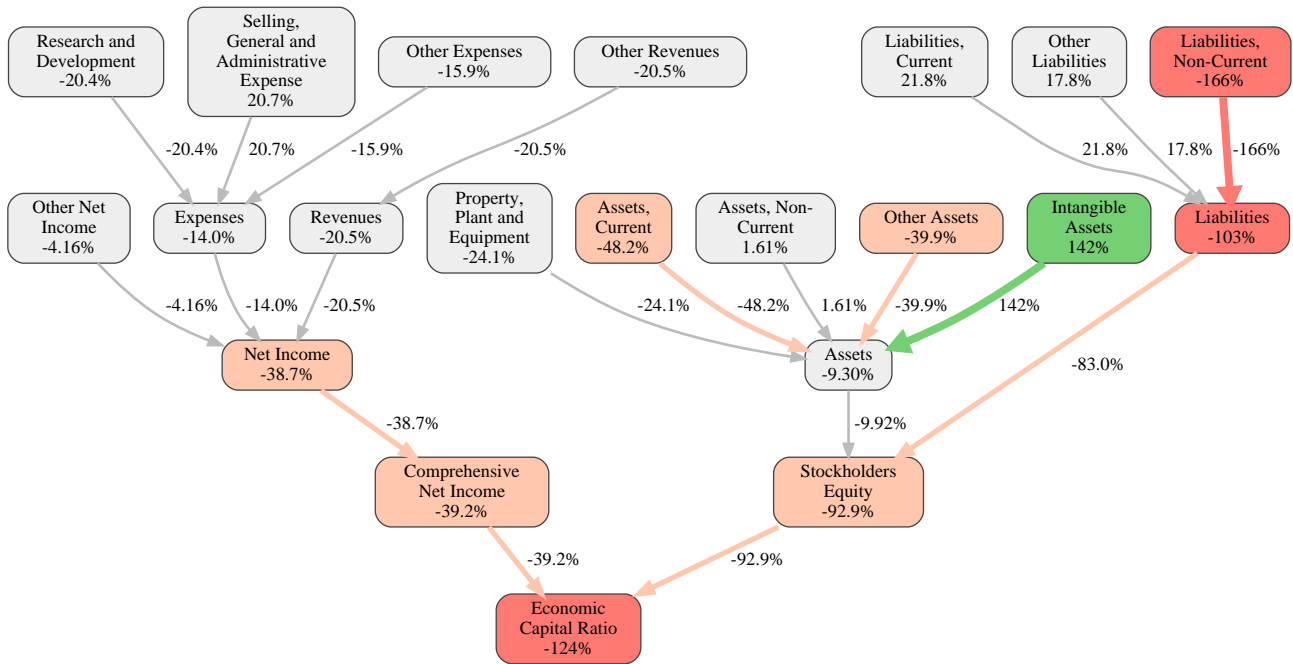 Research and
Development
-20.4%
Selling,
General and
Administrative
Expense
20.7%
Other Expenses
-15.9%
Other Revenues
-20.5%
Liabilities,
Current
21.8%
Other
Liabilities
17.8%
Liabilities,
Non-Current
-166%
-20.4%
20.7%
-15.9%
-20.5%
21.8%
17.8%
-166%
Other Net
Income
-4.16%
Expenses
-14.0%
Revenues
-20.5%
Property,
Plant and
Equipment
-24.1%
Assets,
Current
-48.2%
Assets, Non-
Current
1.61%
Other Assets
-39.9%
Intangible
Assets
142%
Liabilities
-103%
-4.16%
-14.0%
-20.5%
-24.1%
-48.2%
1.61%
-39.9%
142%
Net Income
-38.7%
Assets
-9.30%
-83.0%
-38.7%
-9.92%
Comprehensive
Net Income
-39.2%
Stockholders
Equity
-92.9%
-39.2%
-92.9%
Economic
Capital Ratio
-124%